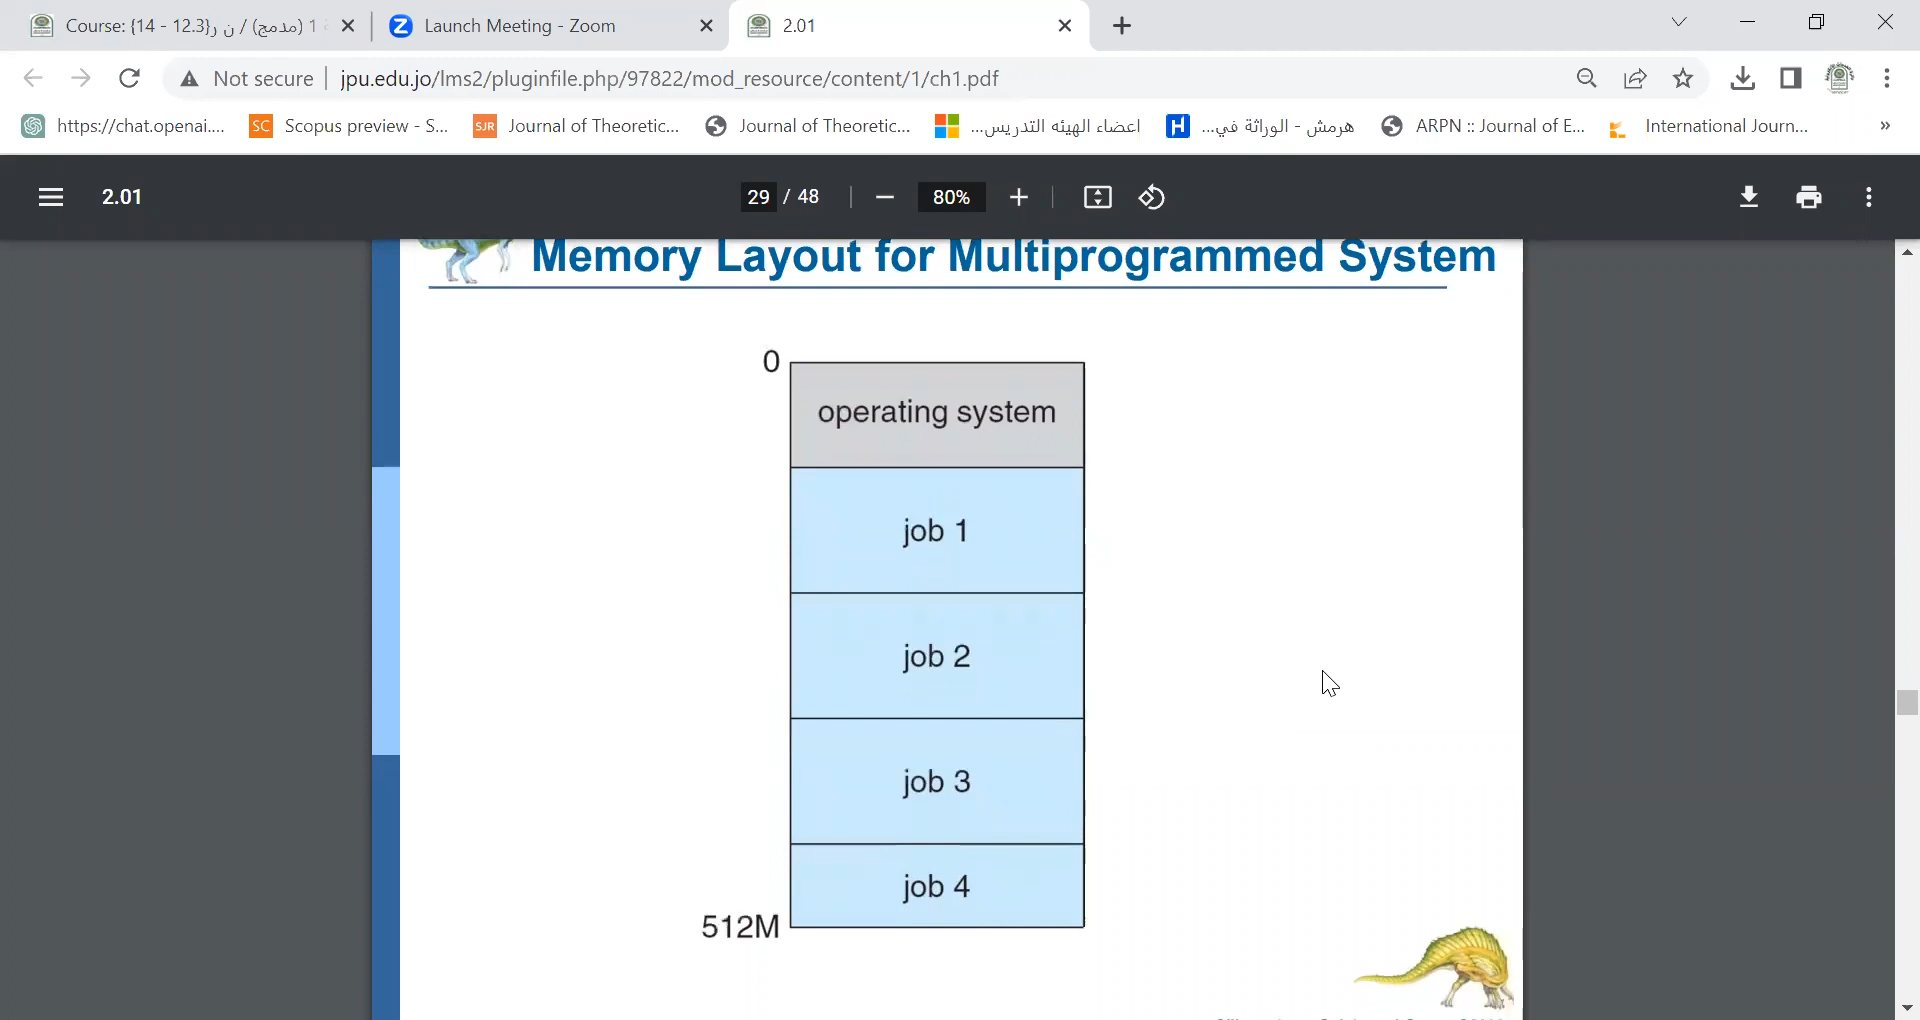 Course: {14 - 12.3}ر ن / (مدمج) 1
Launch Meeting - Zoom
2.01
Not secure
jpu.edu.jo/lms2/pluginfile.php/97822/mod_resource/content/1/ch1.pdf
https://chat.openai....
SC
Scopus preview - S...
SJR
Journal of Theoretic...
Journal of Theoretic...
اعضاء الهيئه التدريس...
H
هرمش - الوراثة في...
ARPN :: Journal of E...
International Journ...
»
2.01
29 / 48
80%
Memory Layout for Multiprogrammed System
0
operating system
job 1
job 2
job 3
job 4
512M